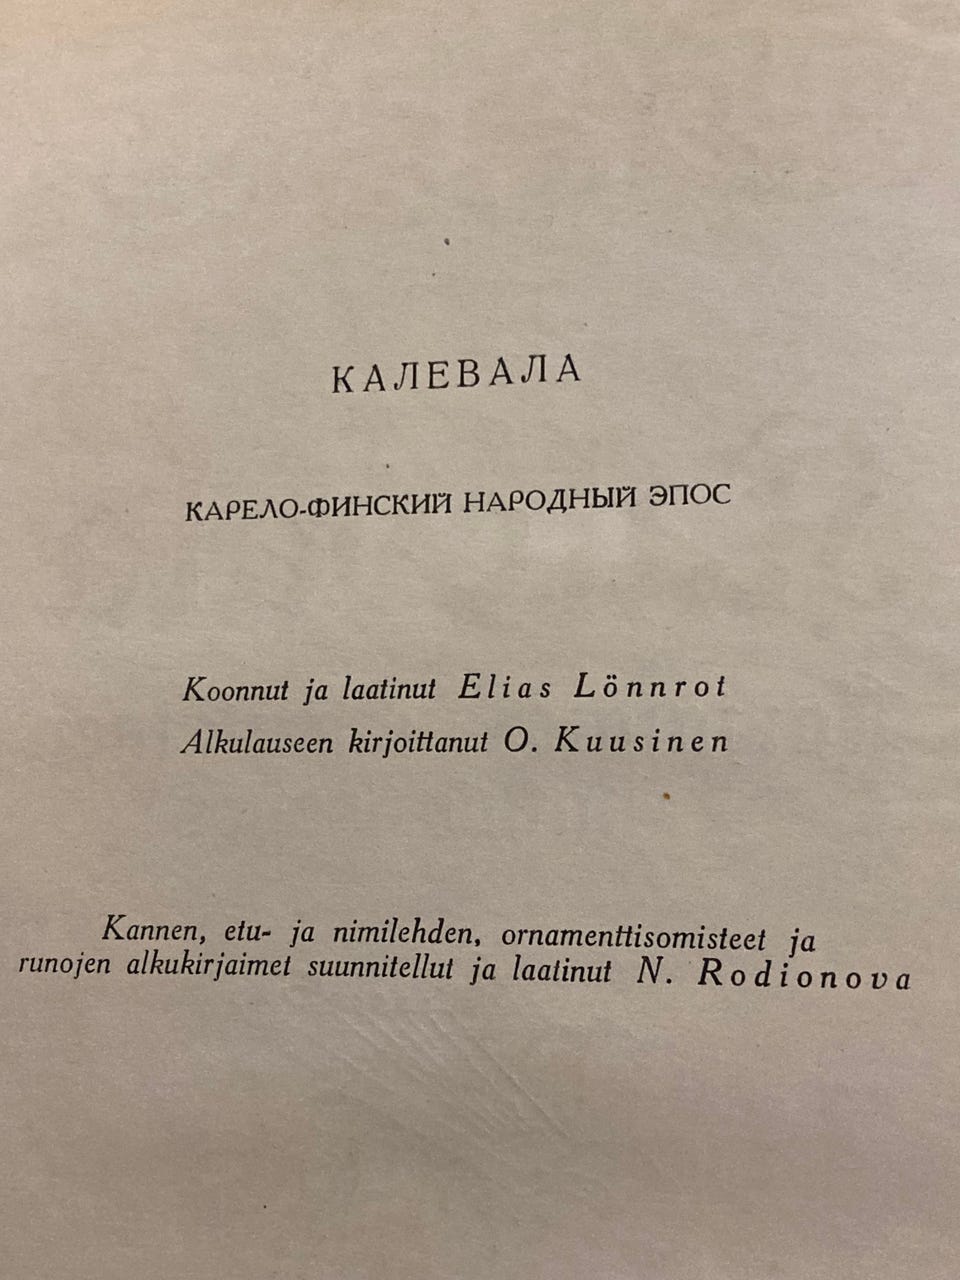 КАЛЕВАЛА
КАРЕЛО-ФИНСКИЙ НАРОДНЫЙ ЭПОС
Koonnut ja laatinut Elias Lönnrot
Alkulauseen kirjoittanut O. Kuusinen
Kannen, etu- ja nimilehden, ornamenttisomisteet ja
runojen alkukirjaimet suunnitellut ja laatinut N. Rodionova